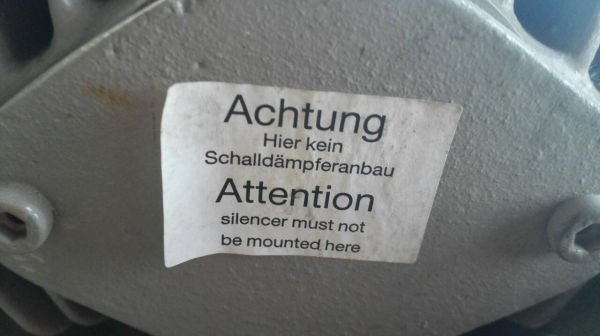 Achtung
Hier kein
Schalldämpferanbau
Attention
silencer must not
be mounted here